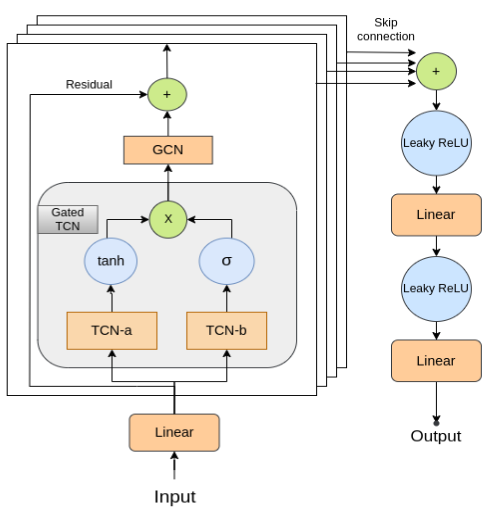 Skip
connection
Residual
+
+
Leaky ReLU
GCN
Linear
Gated
TCN
X
tanh
σ
Leaky ReLU
TCN-a
TCN-b
Linear
Linear
Output
Input